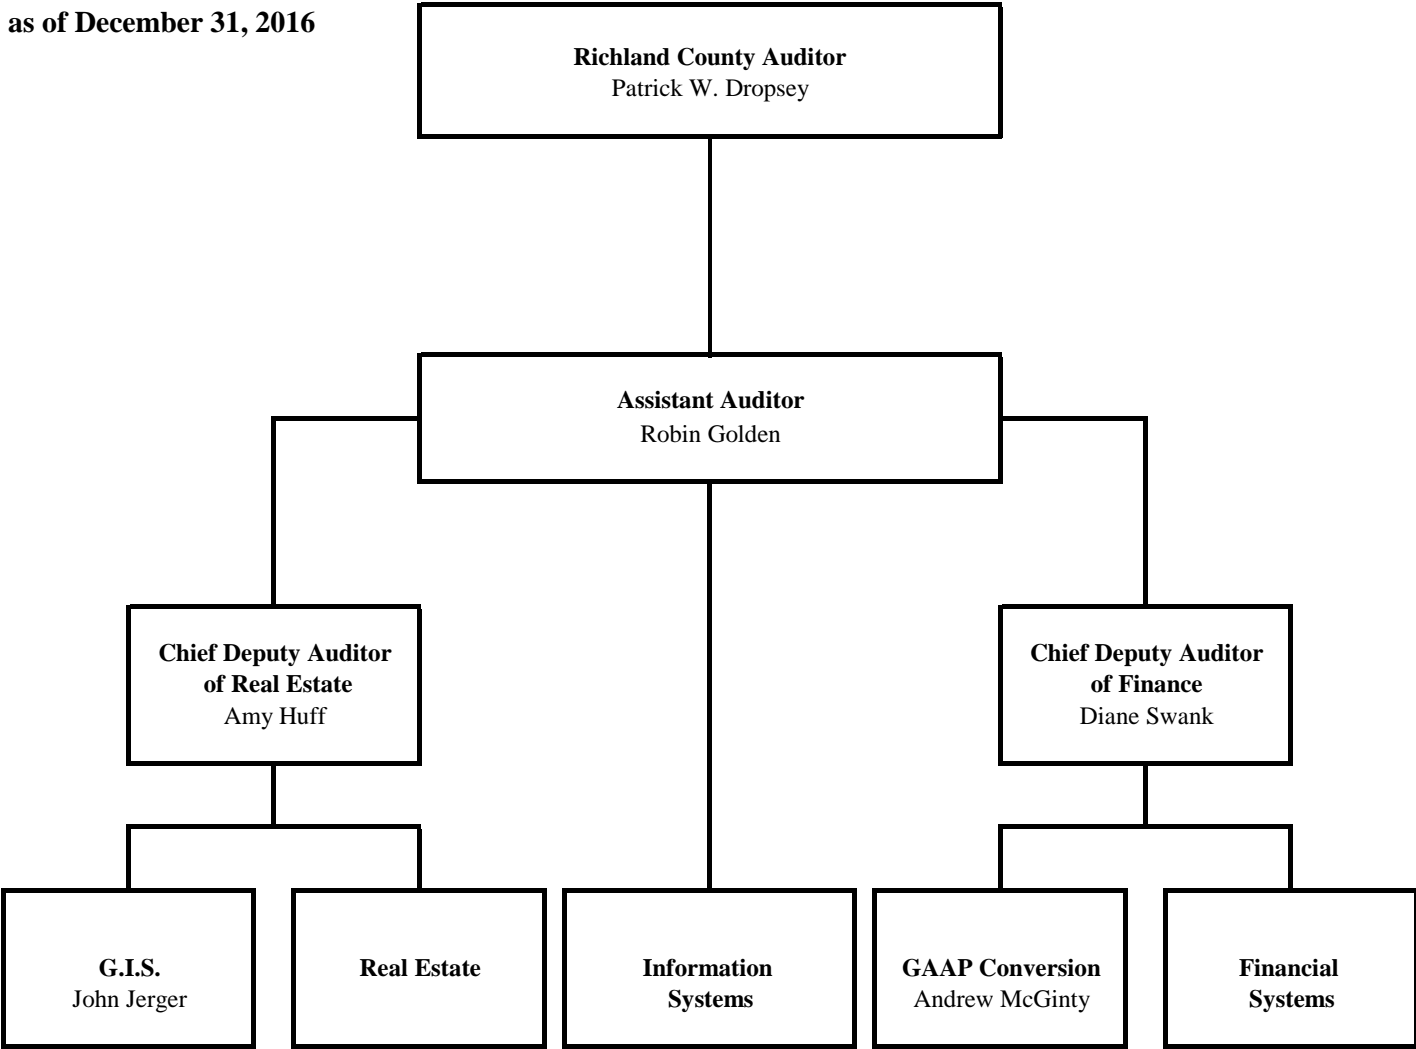 as of December 31, 2016
Richland County Auditor
Patrick W. Dropsey
Assistant Auditor
Robin Golden
Chief Deputy Auditor
of Real Estate
Amy Huff
Chief Deputy Auditor
of Finance
Diane Swank
G.I.S.
John Jerger
Real Estate
Information
Systems
GAAP Conversion
Andrew McGinty
Financial
Systems